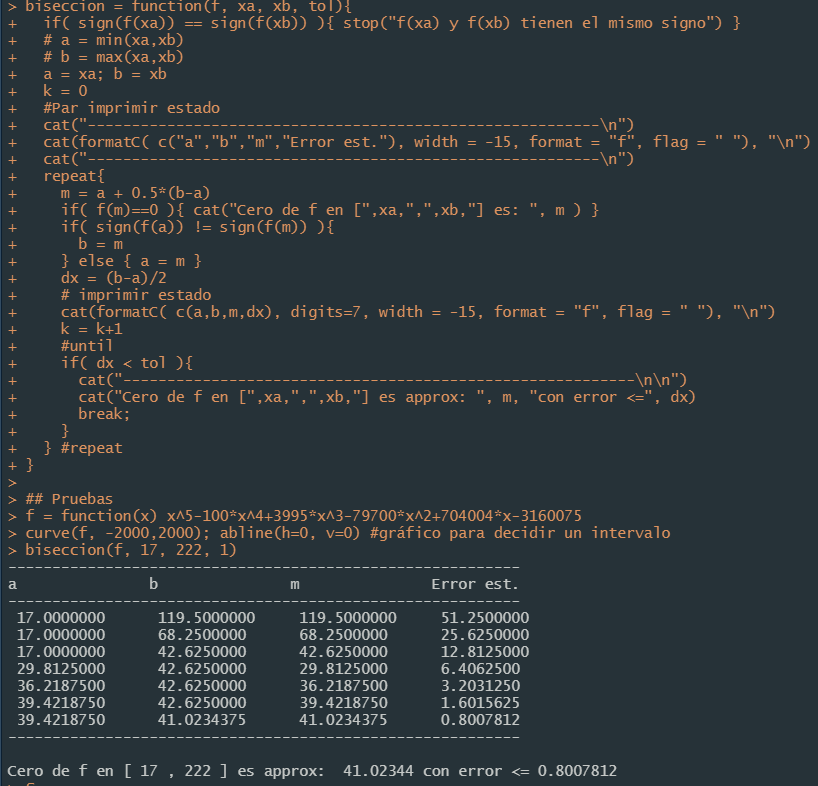 > biseccion = function(f, xa, xb, tol){
+   if( sign(f(xa)) == sign(f(xb)) ){ stop("f(xa) y f(xb) tienen el mismo signo") }
+   # a = min(xa,xb)
+   # b = max(xa,xb)
+   a = xa; b = xb
+   k = 0
+   #Par imprimir estado
+   cat("----------------------------------------------------------\n")
+   cat(formatC( c("a","b","m","Error est."), width = -15, format = "f", flag = " "), "\n")
+   cat("----------------------------------------------------------\n")
+   repeat{
+     m = a + 0.5*(b-a)
+     if( f(m)==0 ){ cat("Cero de f en [",xa,",",xb,"] es: ", m ) }
+     if( sign(f(a)) != sign(f(m)) ){
+       b = m
+     } else { a = m }
+     dx = (b-a)/2
+     # imprimir estado
+     cat(formatC( c(a,b,m,dx), digits=7, width = -15, format = "f", flag = " "), "\n")
+     k = k+1
+     #until
+     if( dx < tol ){
+       cat("----------------------------------------------------------\n\n")
+       cat("Cero de f en [",xa,",",xb,"] es approx: ", m, "con error <=", dx)
+       break;
+     }
+   } #repeat
+ }
>
> ## Pruebas
> f = function(x) x^5-100*x^4+3995*x^3-79700*x^2+704004*x-3160075
> curve(f, -2000,2000); abline(h=0, v=0) #gráfico para decidir un intervalo
> biseccion(f, 17, 222, 1)
----------------------------------------------------------
a               b               m               Error est.
----------------------------------------------------------
 17.0000000      119.5000000     119.5000000     51.2500000
 17.0000000      68.2500000      68.2500000      25.6250000
 17.0000000      42.6250000      42.6250000      12.8125000
 29.8125000      42.6250000      29.8125000      6.4062500
 36.2187500      42.6250000      36.2187500      3.2031250
 39.4218750      42.6250000      39.4218750      1.6015625
 39.4218750      41.0234375      41.0234375      0.8007812
----------------------------------------------------------
Cero de f en [ 17 , 222 ] es approx:  41.02344 con error <= 0.8007812